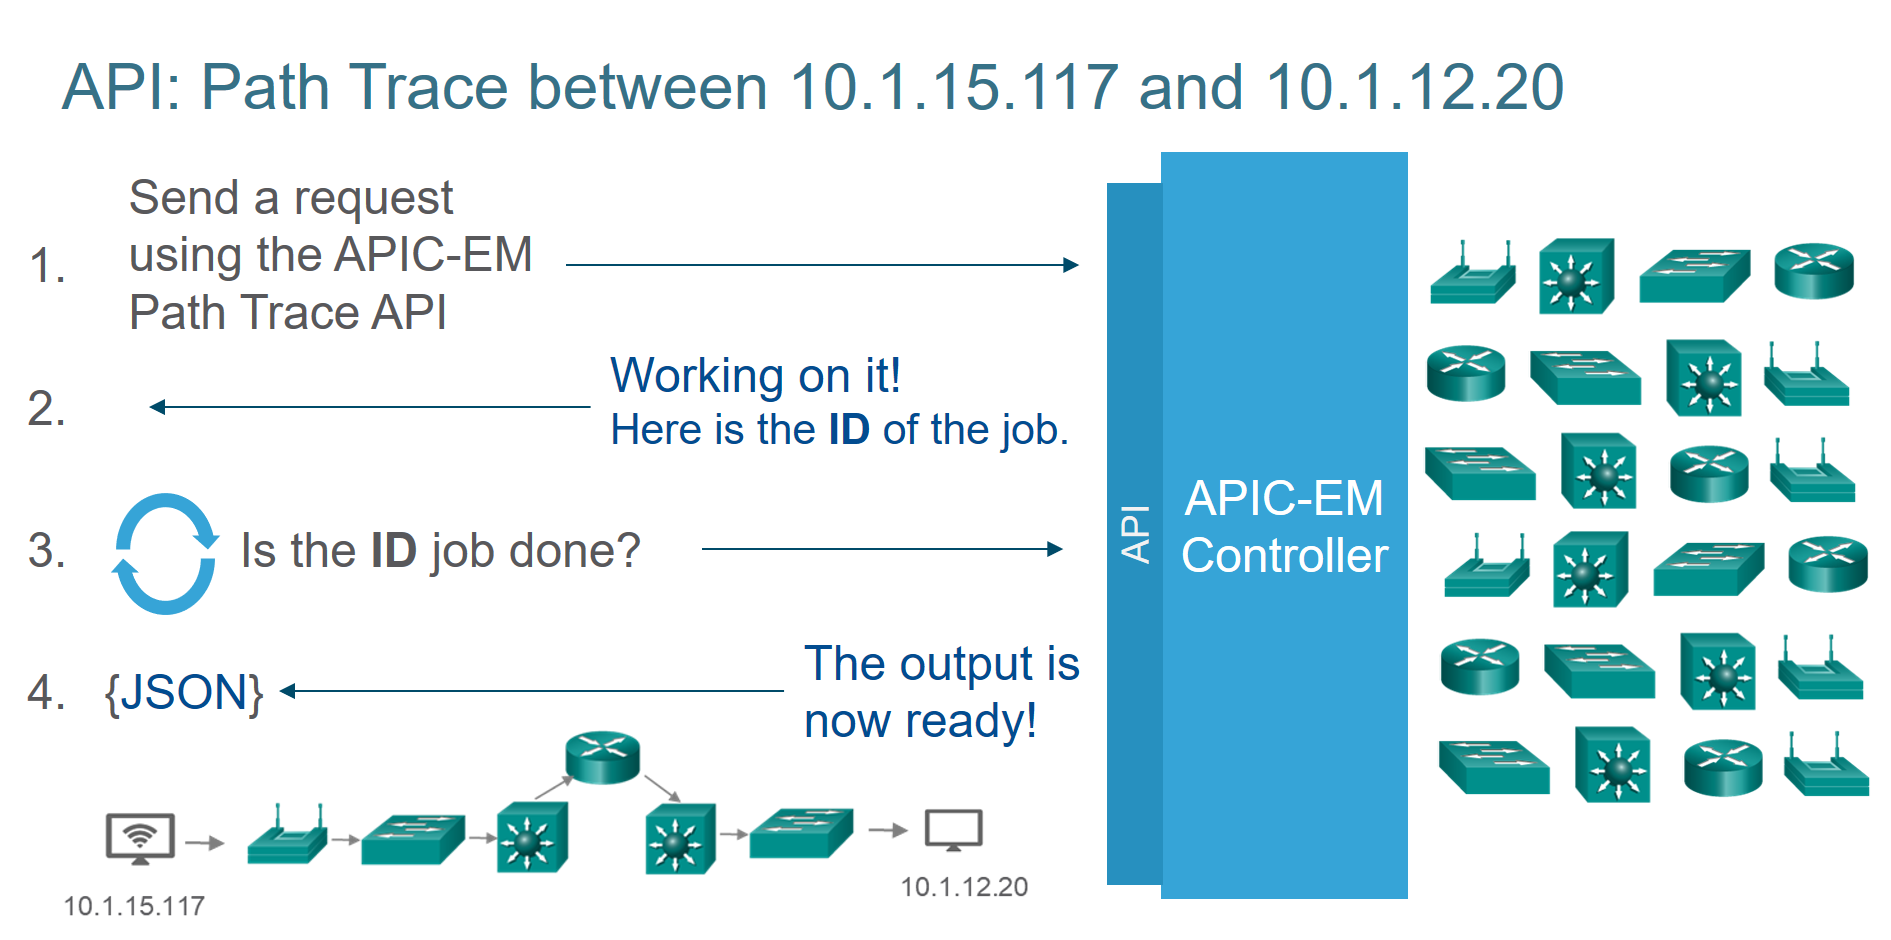 API: Path Trace between 10.1.15.117 and 10.1.12.20
1.
Send a request
using the APIC-EM
Path Trace API
2.
Working on it!
Here is the ID of the job.
3.
Is the ID job done?
4.
{JSON}
The output is
now ready!
10.1.15.117
10.1.12.20
API
APIC-EM
Controller